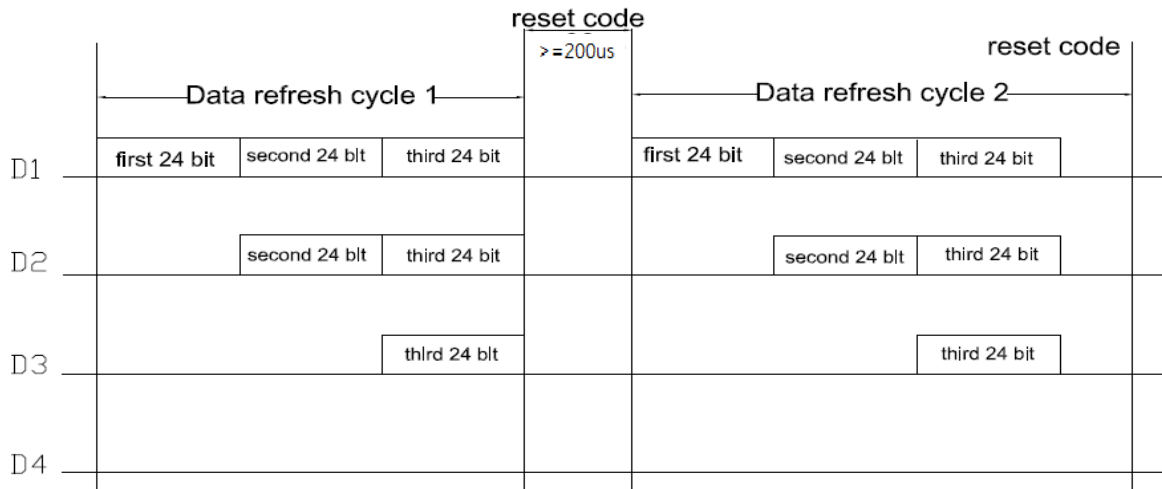 reset code
>=200us
reset code
Data refresh cycle 1
Data refresh cycle 2
D1 first 24 bit second 24 blt third 24 bit first 24 bit second 24 blt third 24 bit
D2 second 24 blt third 24 bit second 24 blt third 24 bit
D3 thlrd 24 blt third 24 bit
D4